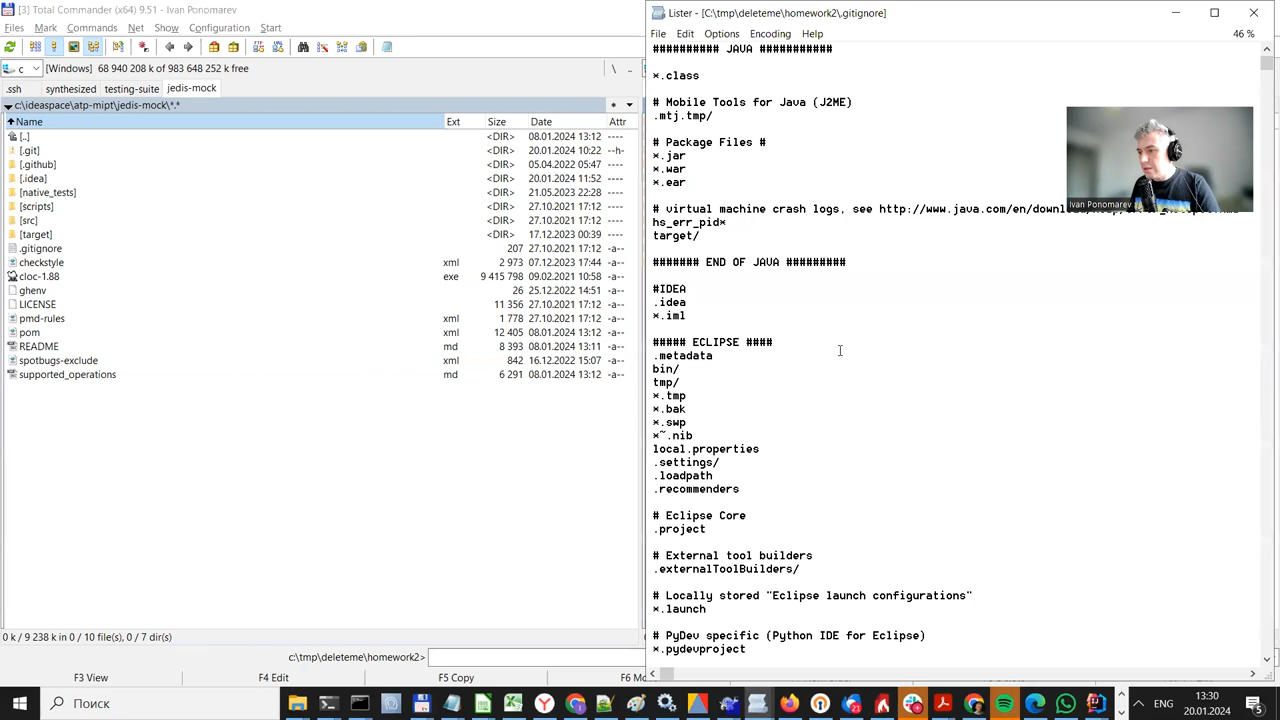 [3] Total Commander (x64) 9.51 - Ivan Ponomarev
Files Mark Commands Net Show Configuration Start
c [Windows] 68 940 208 k of 983 648 252 k free \ ..
.ssh synthesized testing-suite jedis-mock
c:\ideaspace\atp-mipt\jedis-mock\*.*
Name Ext Size Date Attr
[..] <DIR> 08.01.2024 13:12 ----
[.git] <DIR> 20.01.2024 10:22 --h-
[.github] <DIR> 05.04.2022 05:47 ----
[.idea] <DIR> 20.01.2024 11:52 ----
[native_tests] <DIR> 21.05.2023 22:28 ----
[scripts] <DIR> 27.10.2021 17:12 ----
[src] <DIR> 27.10.2021 17:12 ----
[target] <DIR> 17.12.2023 00:39 ----
.gitignore 207 27.10.2021 17:12 -a--
checkstyle xml 2 973 07.12.2023 17:44 -a--
cloc-1.88 exe 9 415 798 09.02.2021 10:58 -a--
ghenv 26 25.12.2022 14:51 -a--
LICENSE 11 356 27.10.2021 17:12 -a--
pmd-rules xml 1 778 27.10.2021 17:12 -a--
pom xml 12 405 08.01.2024 13:12 -a--
README md 8 393 08.01.2024 13:11 -a--
spotbugs-exclude xml 842 16.12.2022 15:07 -a--
supported_operations md 6 291 08.01.2024 13:12 -a--
0 k / 9 238 k in 0 / 10 file(s), 0 / 7 dir(s)
c:\tmp\deleteme\homework2>
F3 View F4 Edit F5 Copy F6 Mo
Lister - [C:\tmp\deleteme\homework2\.gitignore]
File Edit Options Encoding Help 46 %
########## JAVA ###########
*.class
# Mobile Tools for Java (J2ME)
.mtj.tmp/
# Package Files #
*.jar
*.war
*.ear
# virtual machine crash logs, see http://www.java.com/en/down
hs_err_pid*
target/
####### END OF JAVA #########
#IDEA
.idea
*.iml
##### ECLIPSE ####
.metadata
bin/
tmp/
*.tmp
*.bak
*.swp
*~.nib
local.properties
.settings/
.loadpath
.recommenders
# Eclipse Core
.project
# External tool builders
.externalToolBuilders/
# Locally stored "Eclipse launch configurations"
*.launch
# PyDev specific (Python IDE for Eclipse)
*.pydevproject
Ivan Ponomarev
Поиск
ENG
13:30
20.01.2024
5